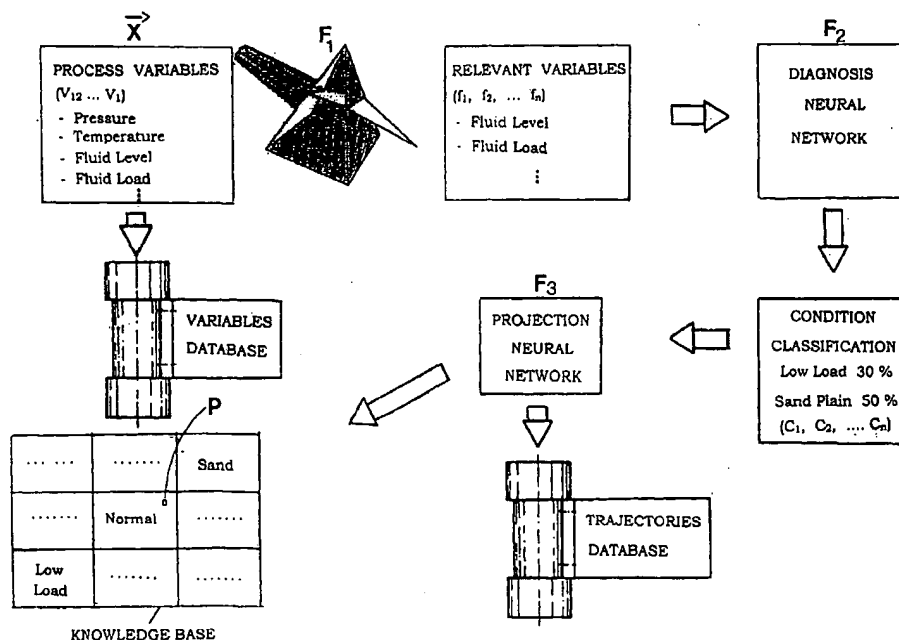 X
PROCESS VARIABLES
(V12 ... V1)
- Pressure
- Temperature
- Fluid Level
- Fluid Load
⋮
F1
RELEVANT VARIABLES
(f1, f2, ... fn)
- Fluid Level
- Fluid Load
⋮
F2
DIAGNOSIS
NEURAL
NETWORK
VARIABLES
DATABASE
F3
PROJECTION
NEURAL
NETWORK
CONDITION
CLASSIFICATION
Low Load 30 %
Sand Plain 50 %
(C1, C2, .... Cn)
P
...... ....... Sand
....... Normal .......
Low
Load ....... .......
KNOWLEDGE BASE
TRAJECTORIES
DATABASE